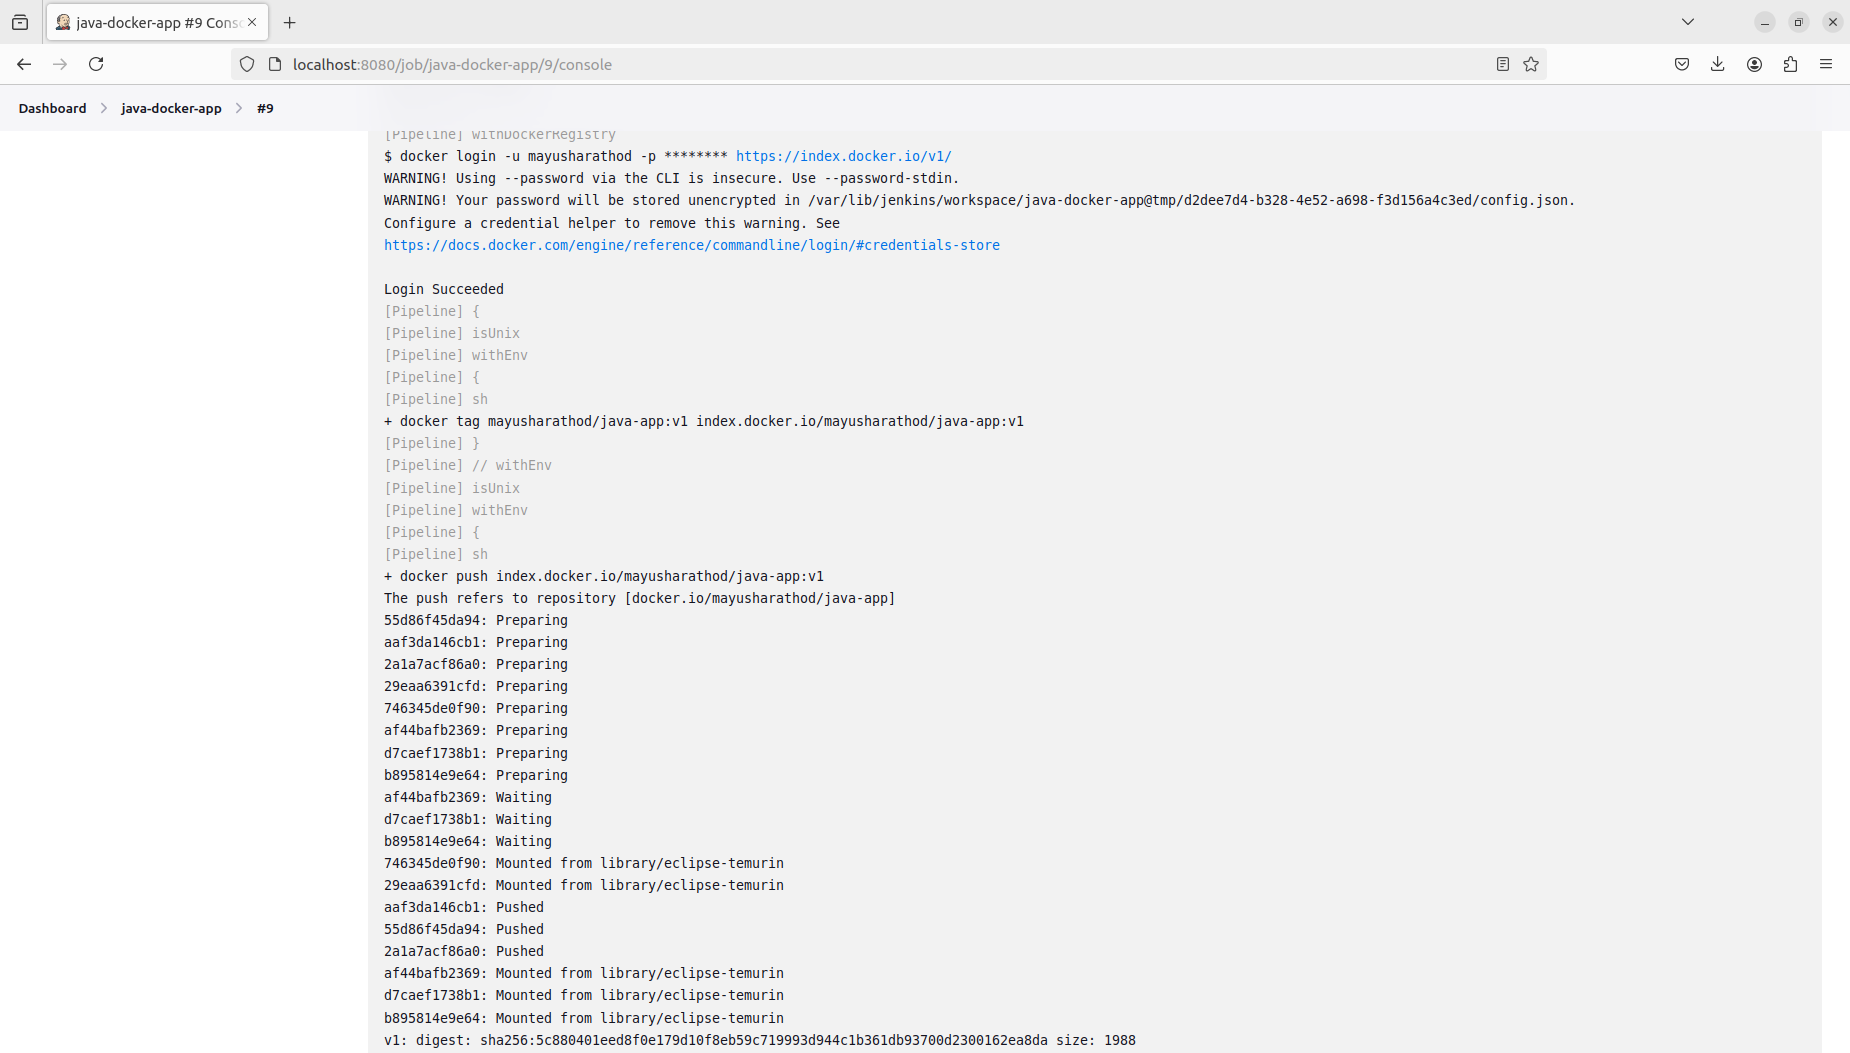 java-docker-app #9 Cons
localhost:8080/job/java-docker-app/9/console
Dashboard > java-docker-app > #9
[Pipeline] withDockerRegistry
$ docker login -u mayusharathod -p ******** https://index.docker.io/v1/
WARNING! Using --password via the CLI is insecure. Use --password-stdin.
WARNING! Your password will be stored unencrypted in /var/lib/jenkins/workspace/java-docker-app@tmp/d2dee7d4-b328-4e52-a698-f3d156a4c3ed/config.json.
Configure a credential helper to remove this warning. See
https://docs.docker.com/engine/reference/commandline/login/#credentials-store
Login Succeeded
[Pipeline] {
[Pipeline] isUnix
[Pipeline] withEnv
[Pipeline] {
[Pipeline] sh
+ docker tag mayusharathod/java-app:v1 index.docker.io/mayusharathod/java-app:v1
[Pipeline] }
[Pipeline] // withEnv
[Pipeline] isUnix
[Pipeline] withEnv
[Pipeline] {
[Pipeline] sh
+ docker push index.docker.io/mayusharathod/java-app:v1
The push refers to repository [docker.io/mayusharathod/java-app]
55d86f45da94: Preparing
aaf3da146cb1: Preparing
2a1a7acf86a0: Preparing
29eaa6391cfd: Preparing
746345de0f90: Preparing
af44bafb2369: Preparing
d7caef1738b1: Preparing
b895814e9e64: Preparing
af44bafb2369: Waiting
d7caef1738b1: Waiting
b895814e9e64: Waiting
746345de0f90: Mounted from library/eclipse-temurin
29eaa6391cfd: Mounted from library/eclipse-temurin
aaf3da146cb1: Pushed
55d86f45da94: Pushed
2a1a7acf86a0: Pushed
af44bafb2369: Mounted from library/eclipse-temurin
d7caef1738b1: Mounted from library/eclipse-temurin
b895814e9e64: Mounted from library/eclipse-temurin
v1: digest: sha256:5c880401eed8f0e179d10f8eb59c719993d944c1b361db93700d2300162ea8da size: 1988